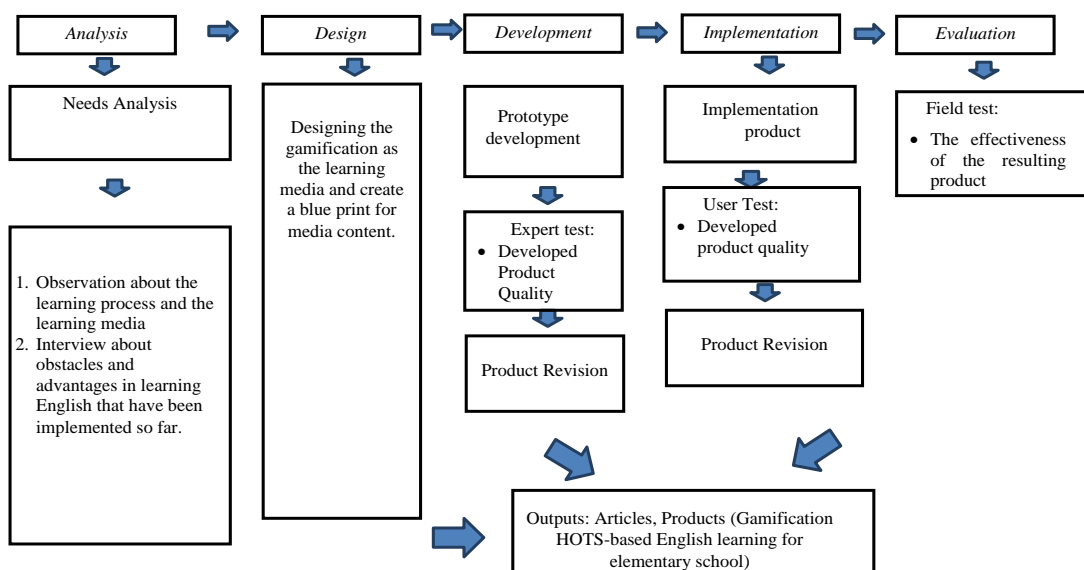 Analysis
Design
Development
Implementation
Evaluation
Needs Analysis
1. Observation about the
learning process and the
learning media
2. Interview about
obstacles and
advantages in learning
English that have been
implemented so far.
Designing the
gamification as
the learning
media and create
a blue print for
media content.
Prototype
development
Expert test:
• Developed
Product
Quality
Product Revision
Implementation
product
User Test:
• Developed
product quality
Product Revision
Field test:
• The effectiveness
of the resulting
product
Outputs: Articles, Products (Gamification
HOTS-based English learning for
elementary school)